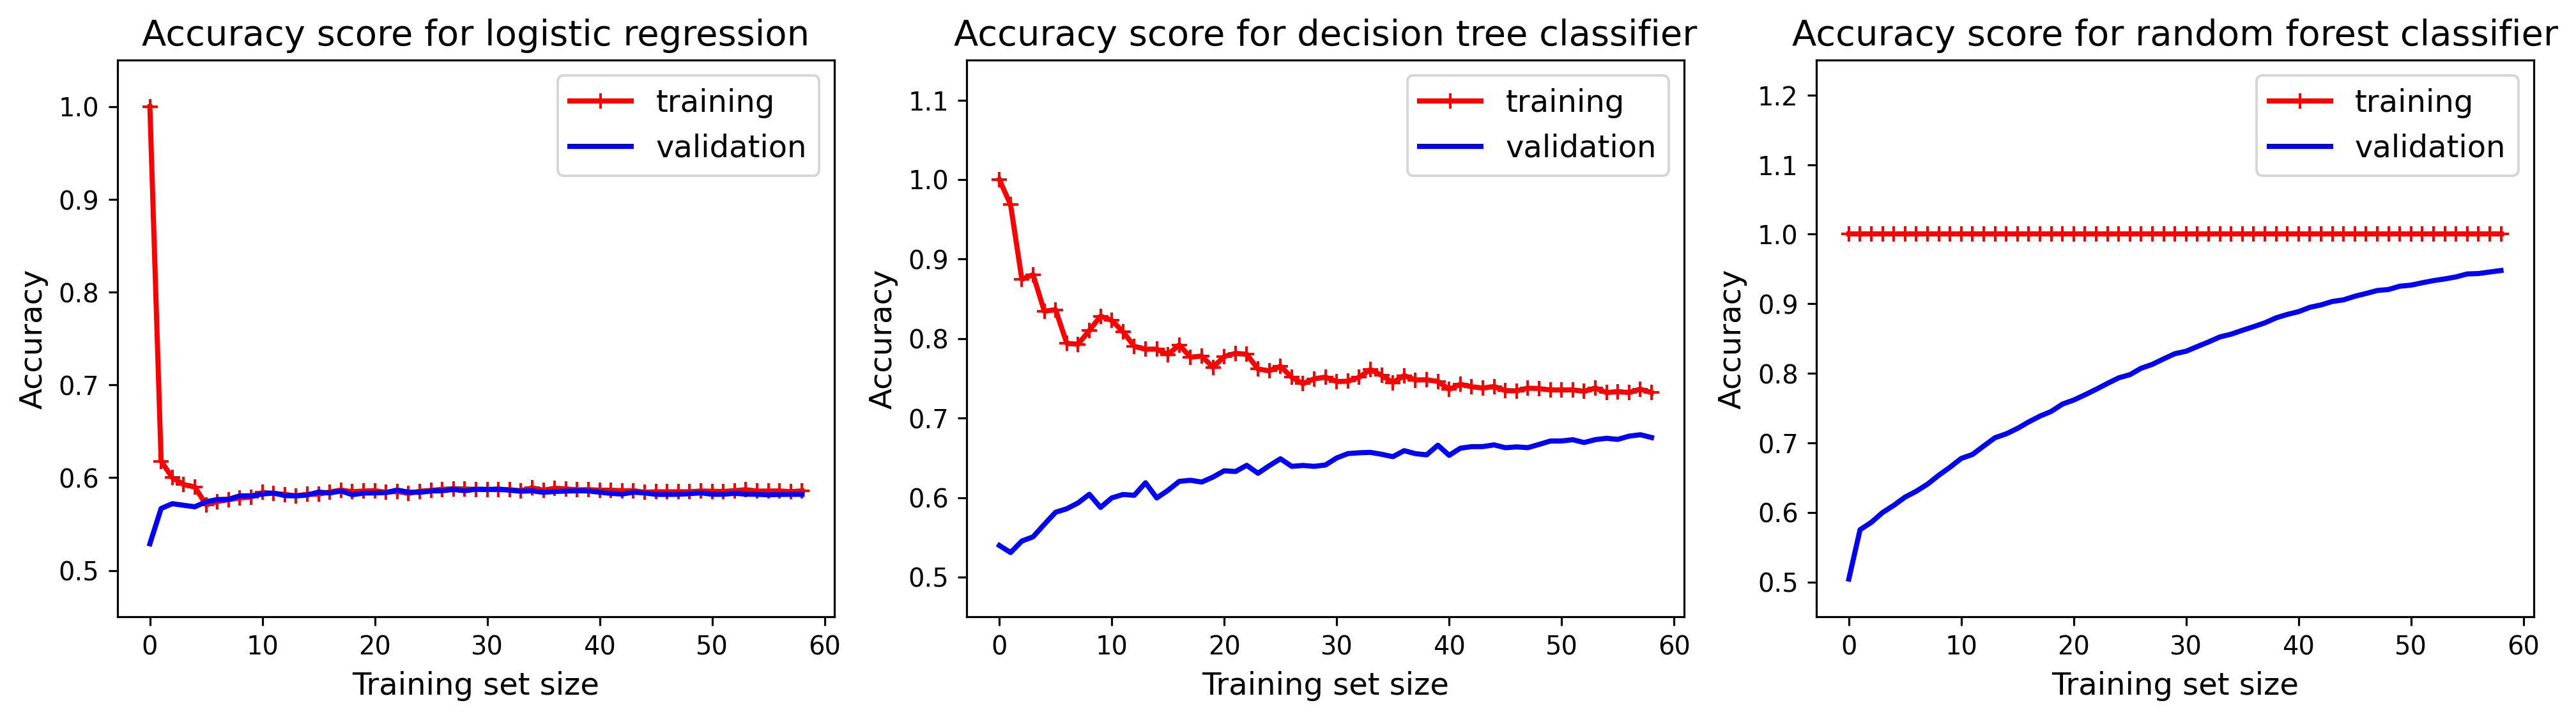 Accuracy score for logistic regression
1.0
0.9
0.8
0.7
0.6
0.5
Accuracy
training
validation
0 10 20 30 40 50 60
Training set size
Accuracy score for decision tree classifier
1.1
1.0
0.9
0.8
0.7
0.6
0.5
Accuracy
training
validation
0 10 20 30 40 50 60
Training set size
Accuracy score for random forest classifier
1.2
1.1
1.0
0.9
0.8
0.7
0.6
0.5
Accuracy
training
validation
0 10 20 30 40 50 60
Training set size